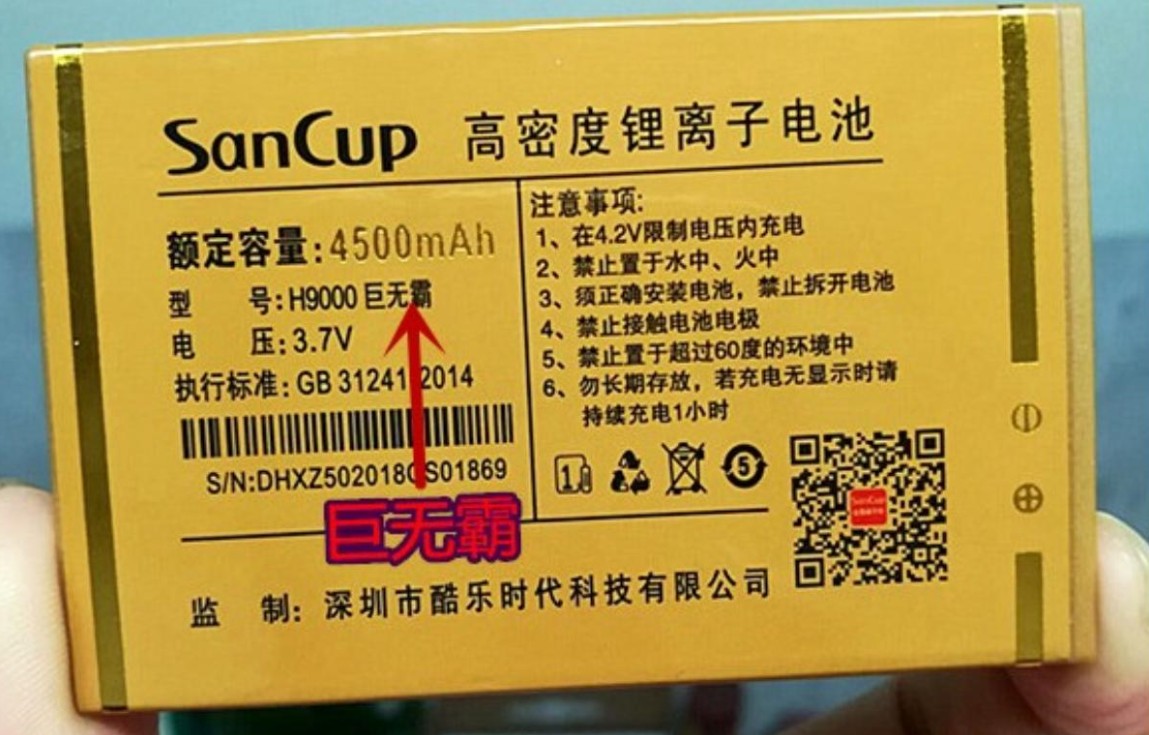 SanCup 高密度锂离子电池
额定容量:4500mAh
型 号:H9000 巨无霸
电 压:3.7V
执行标准:GB 31241 2014
S/N:DHXZ502018 S01869
注意事项:
1、在4.2V限制电压内充电
2、禁止置于水中、火中
3、须正确安装电池，禁止拆开电池
4、禁止接触电池电极
5、禁止置于超过60度的环境中
6、勿长期存放，若充电无显示时请
持续充电1小时
1 5
SanCup
巨无霸
监 制: 深圳市酷乐时代科技有限公司